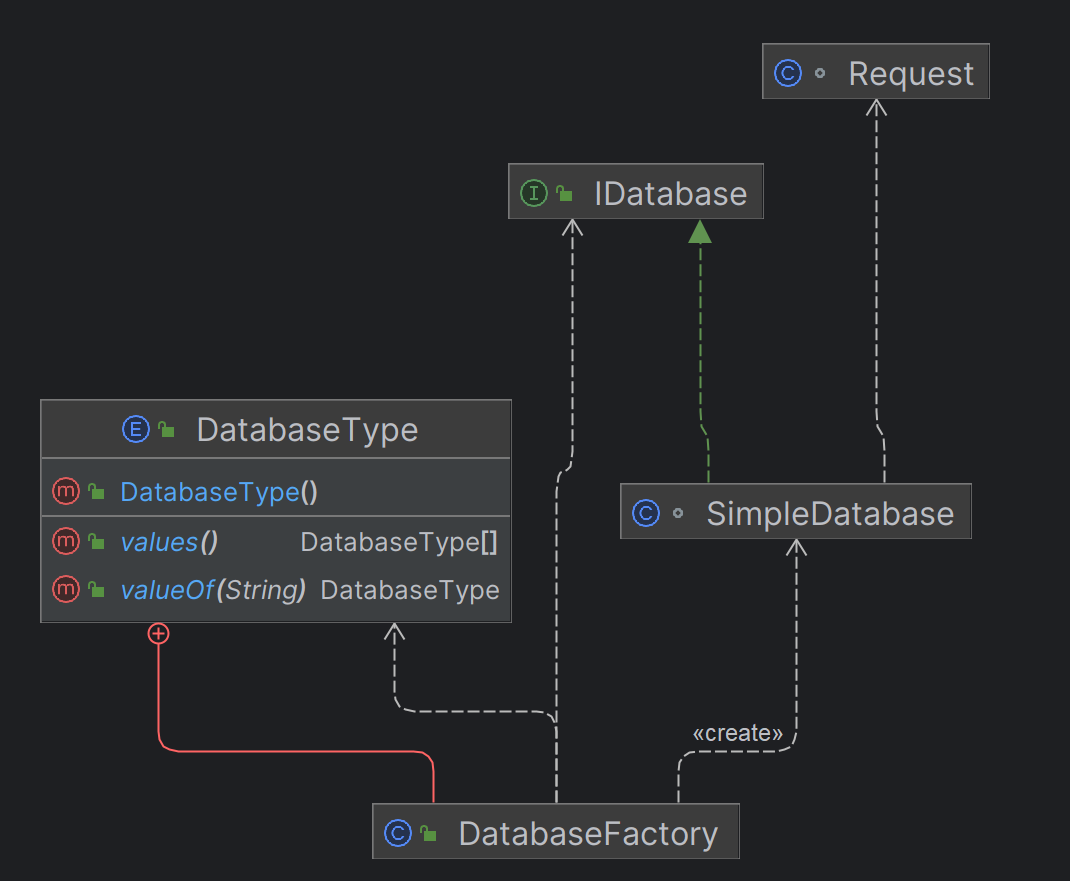 C Request
I IDatabase
E DatabaseType
m DatabaseType()
m values() DatabaseType[]
m valueOf(String) DatabaseType
C SimpleDatabase
«create»
C DatabaseFactory